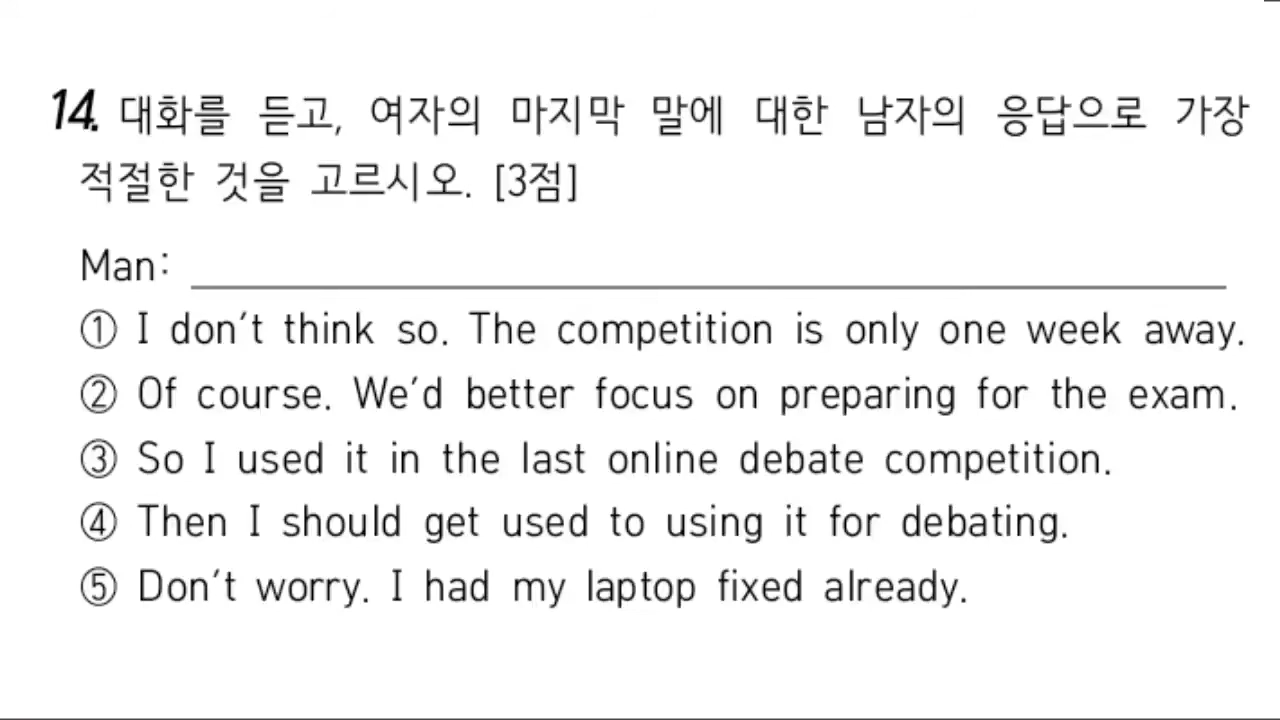 14. 대화를 듣고, 여자의 마지막 말에 대한 남자의 응답으로 가장
적절한 것을 고르시오. [3점]
Man:
① I don't think so. The competition is only one week away.
② Of course. We'd better focus on preparing for the exam.
③ So I used it in the last online debate competition.
④ Then I should get used to using it for debating.
⑤ Don't worry. I had my laptop fixed already.